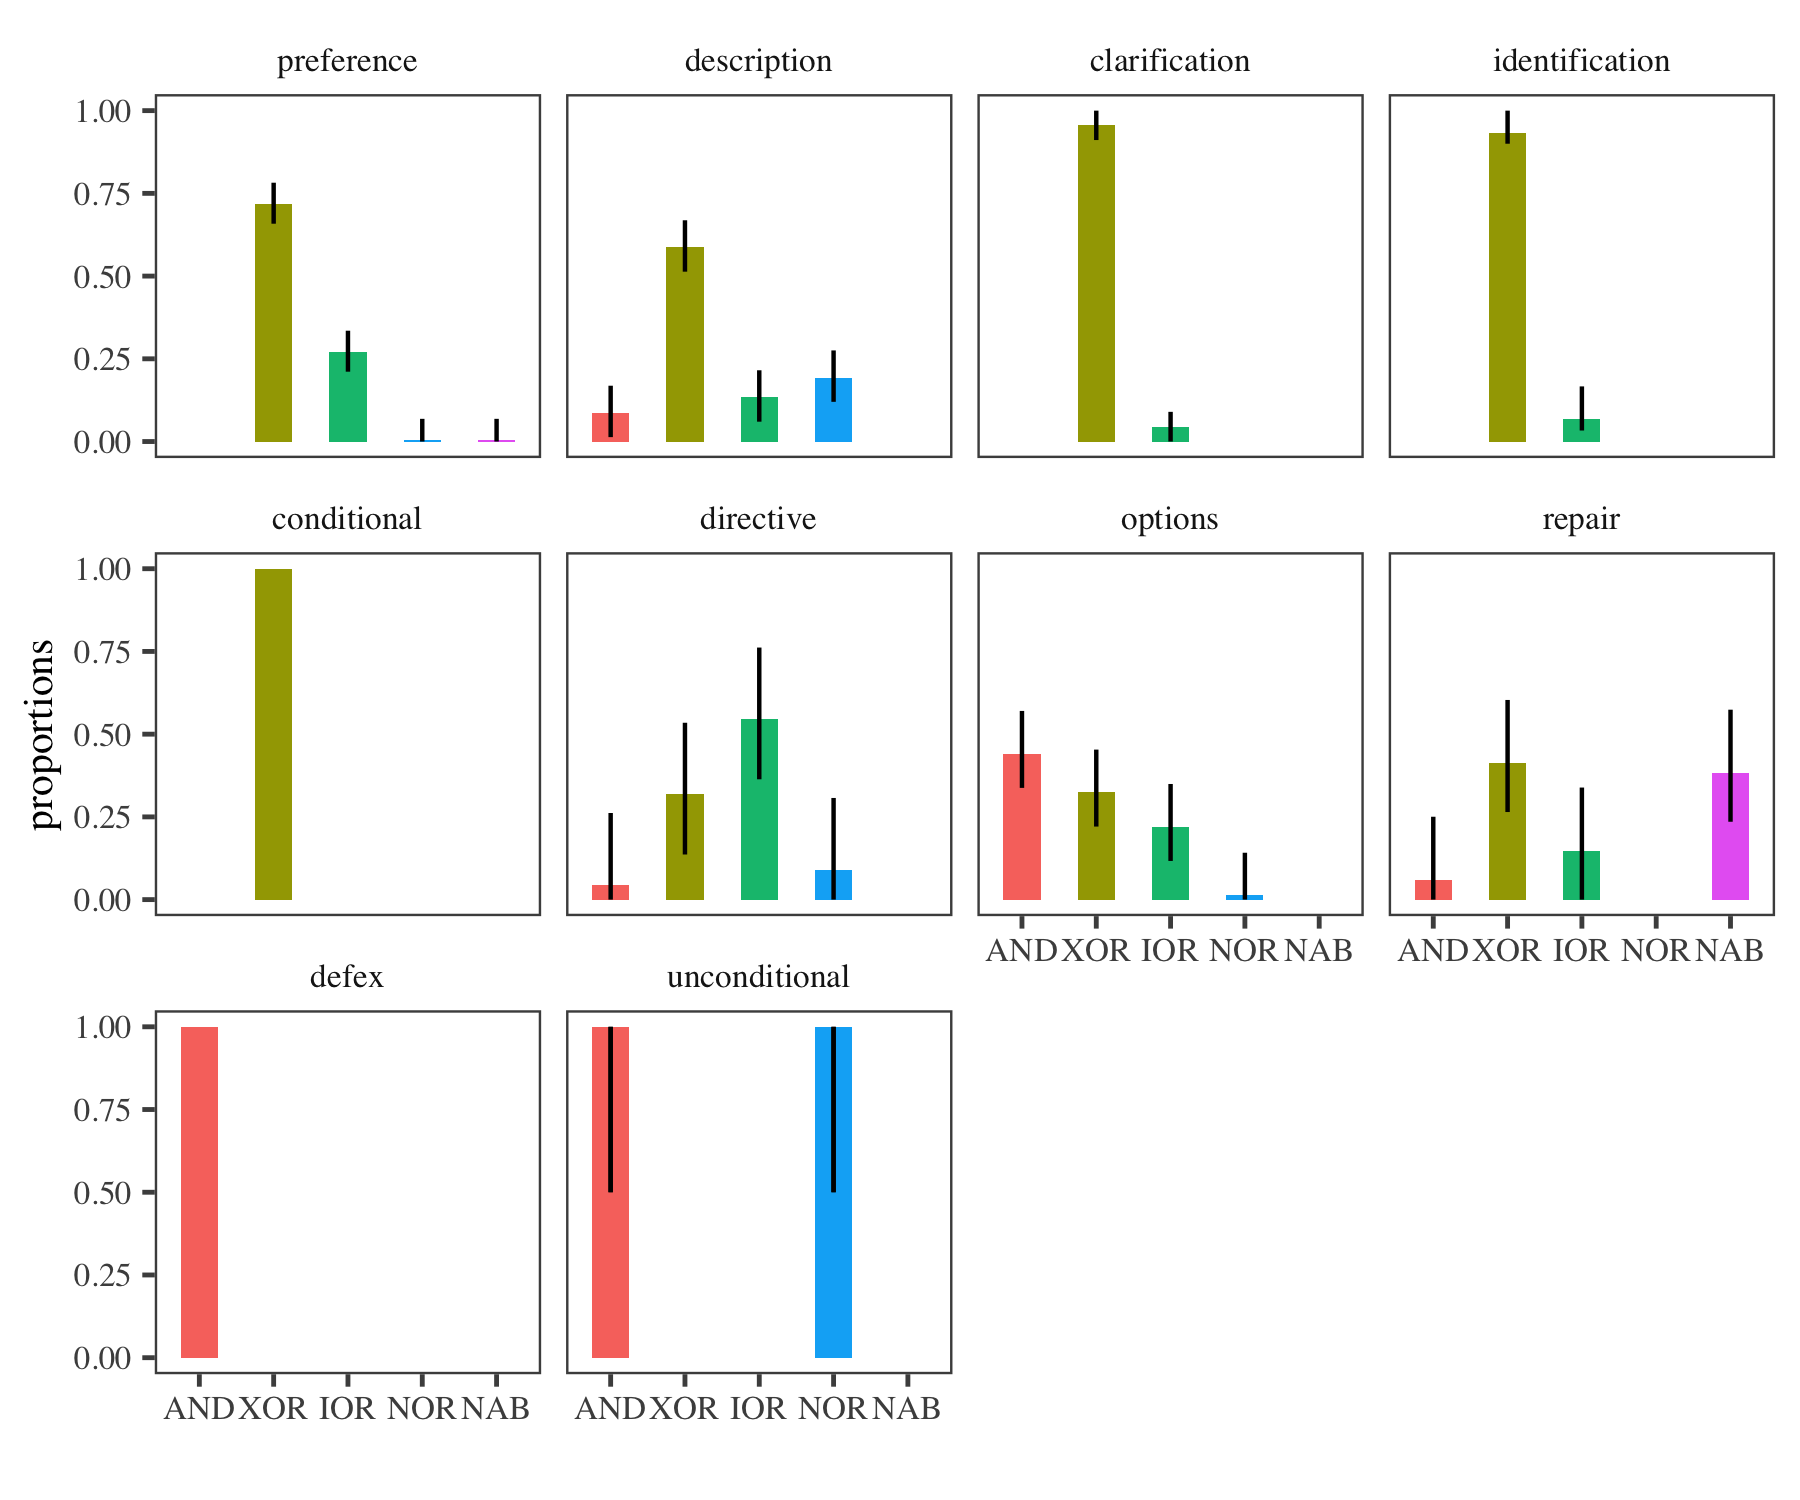 preference description clarification identification
1.00
0.75
0.50
0.25
0.00
conditional directive options repair
1.00
0.75
0.50
0.25
0.00
proportions
AND XOR IOR NOR NAB AND XOR IOR NOR NAB
defex unconditional
1.00
0.75
0.50
0.25
0.00
AND XOR IOR NOR NAB AND XOR IOR NOR NAB